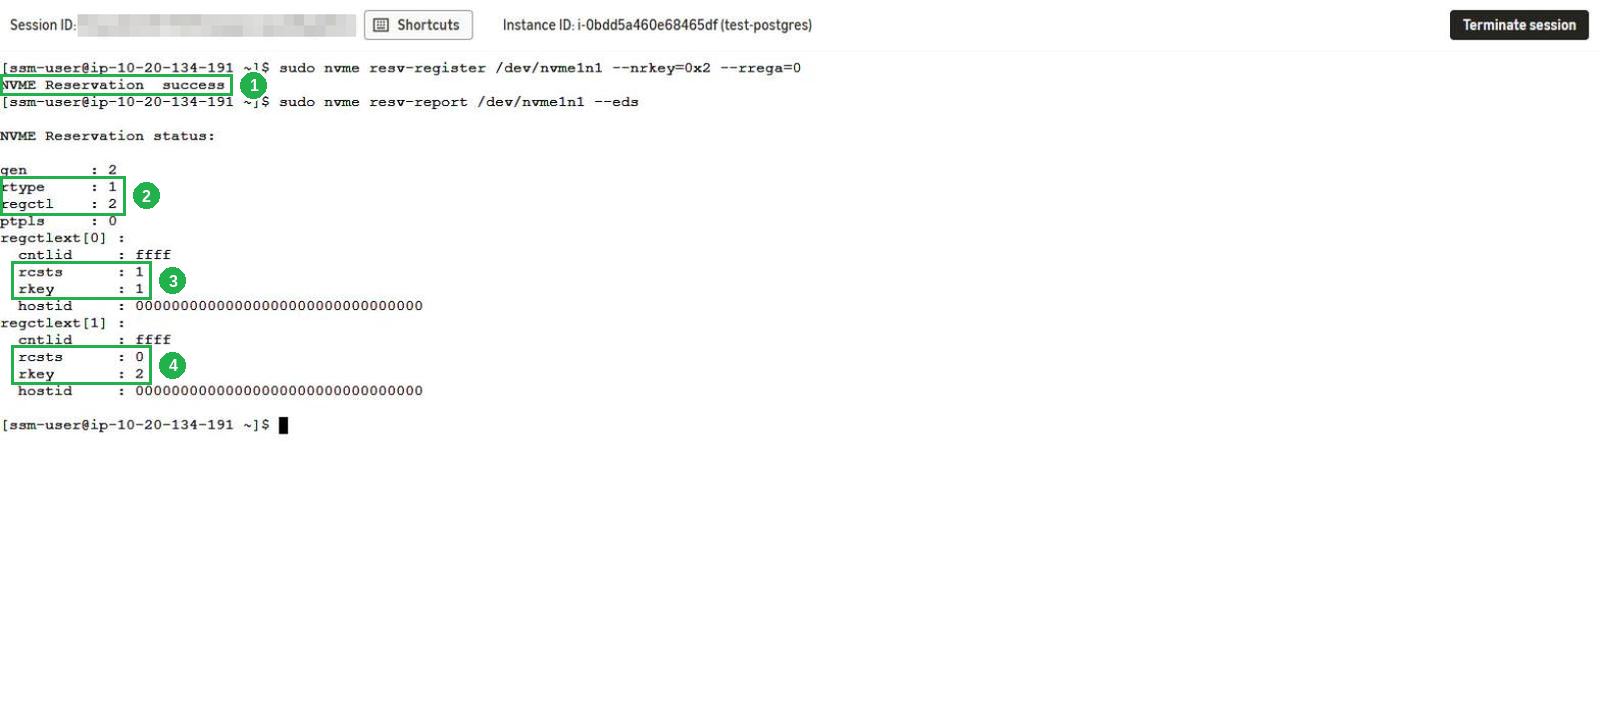 Session ID: Shortcuts Instance ID: i-0bdd5a460e68465df (test-postgres) Terminate session
[ssm-user@ip-10-20-134-191 ~]$ sudo nvme resv-register /dev/nvme1n1 --nrkey=0x2 --rrega=0
NVME Reservation  success 1
[ssm-user@ip-10-20-134-191 ~]$ sudo nvme resv-report /dev/nvme1n1 --eds
NVME Reservation status:
gen       : 2
rtype     : 1
2
regctl    : 2
ptpls     : 0
regctlext[0] :
  cntlid     : ffff
  rcsts      : 1
3
  rkey       : 1
  hostid     : 00000000000000000000000000000000
regctlext[1] :
  cntlid     : ffff
  rcsts      : 0
4
  rkey       : 2
  hostid     : 00000000000000000000000000000000
[ssm-user@ip-10-20-134-191 ~]$